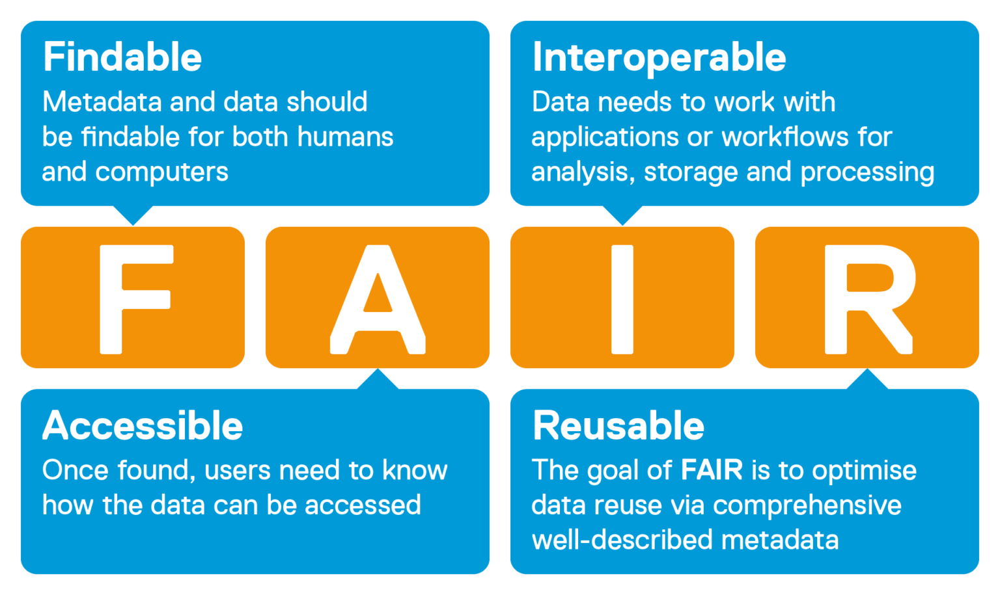 Findable
Metadata and data should
be findable for both humans
and computers
Interoperable
Data needs to work with
applications or workflows for
analysis, storage and processing
F A I R
Accessible
Once found, users need to know
how the data can be accessed
Reusable
The goal of FAIR is to optimise
data reuse via comprehensive
well-described metadata